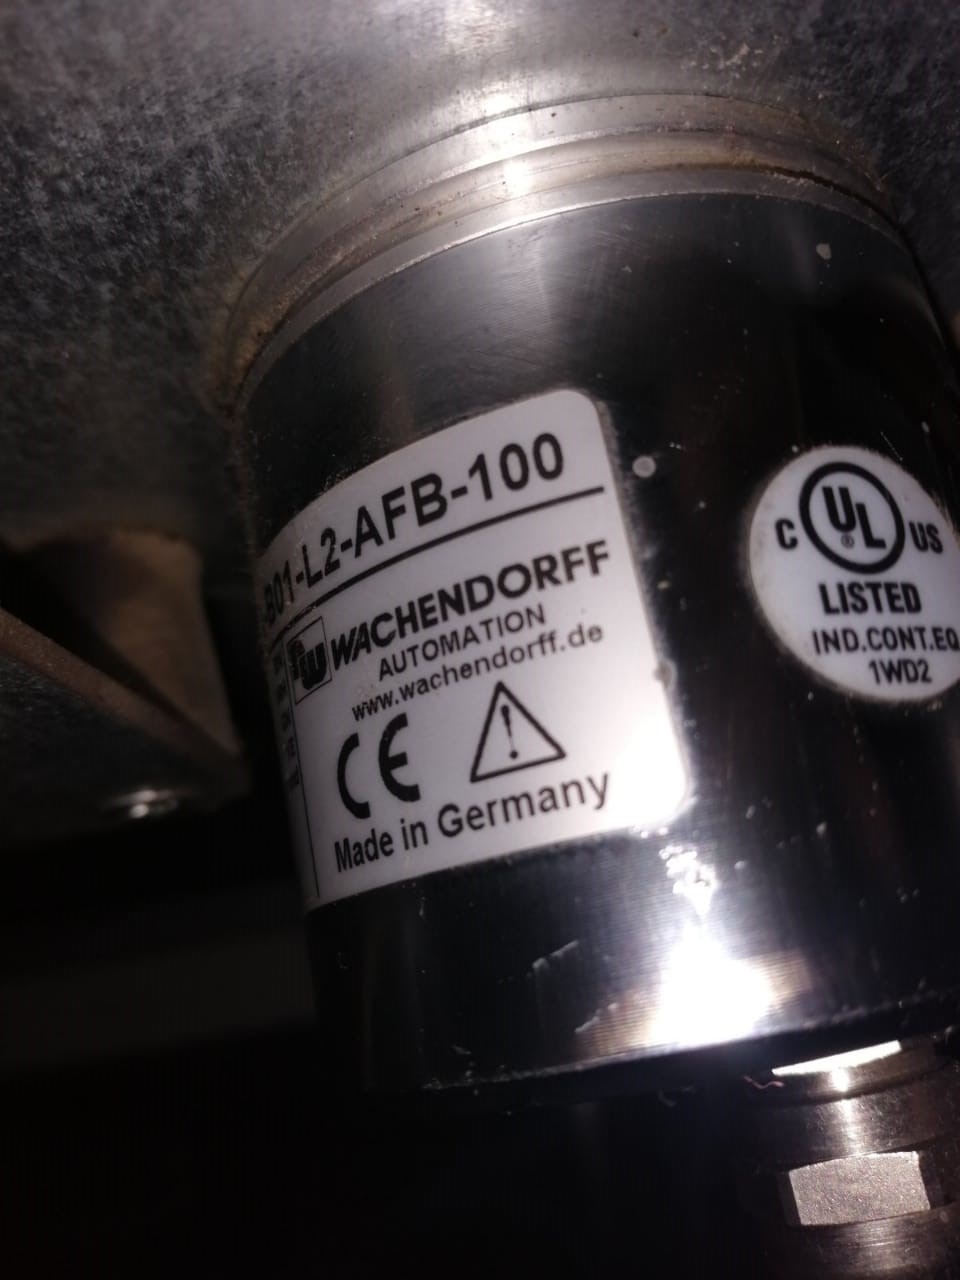 B01-L2-AFB-100
WACHENDORFF
AUTOMATION
www.wachendorff.de
CE
Made in Germany
C UL® US
LISTED
IND.CONT.EQ
1WD2